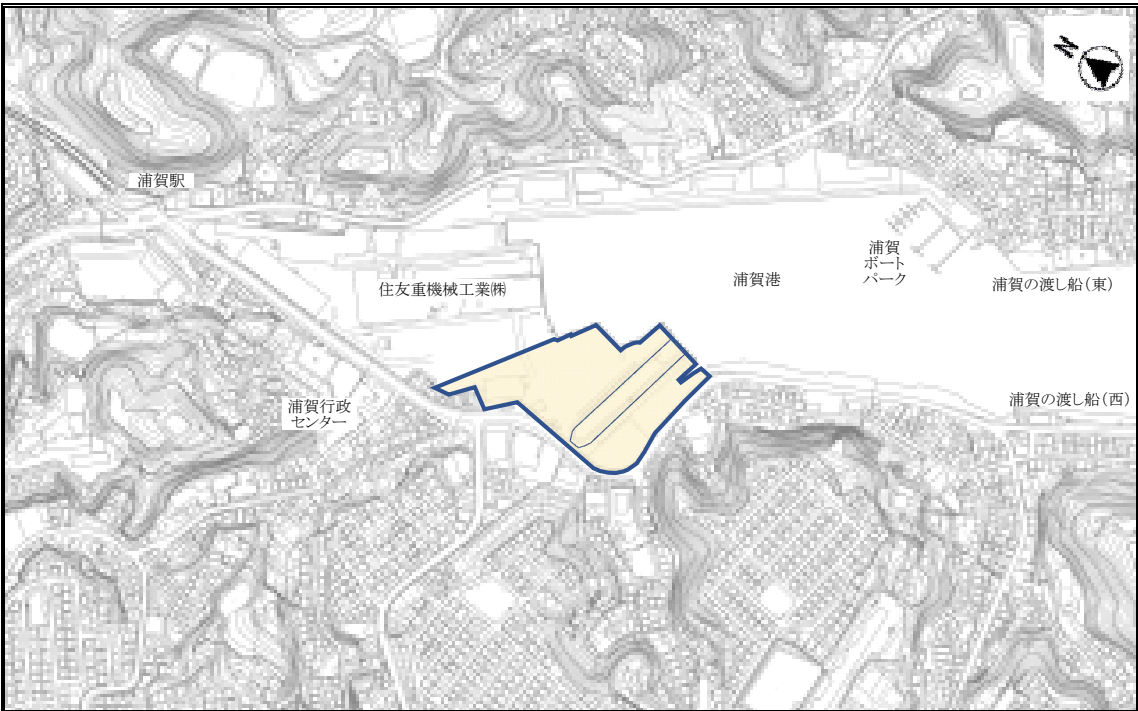 N
浦賀駅
住友重機械工業㈱
浦賀港
浦賀
ボート
パーク
浦賀の渡し船(東)
浦賀の渡し船(西)
浦賀行政
センター